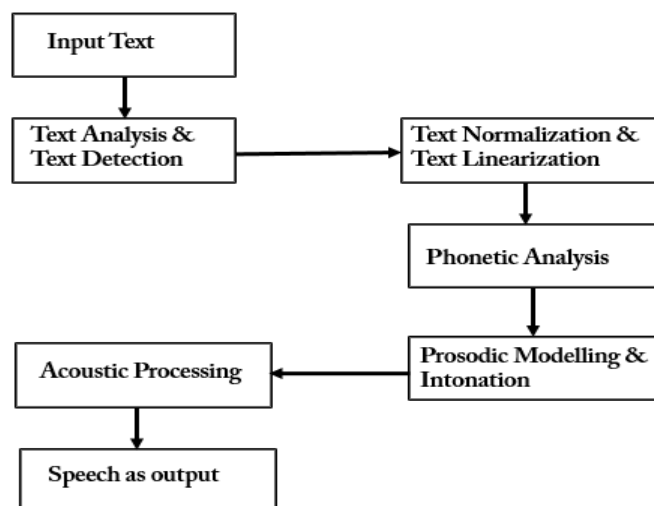 Input Text
Text Analysis &
Text Detection
Text Normalization &
Text Linearization
Phonetic Analysis
Prosodic Modelling &
Intonation
Acoustic Processing
Speech as output